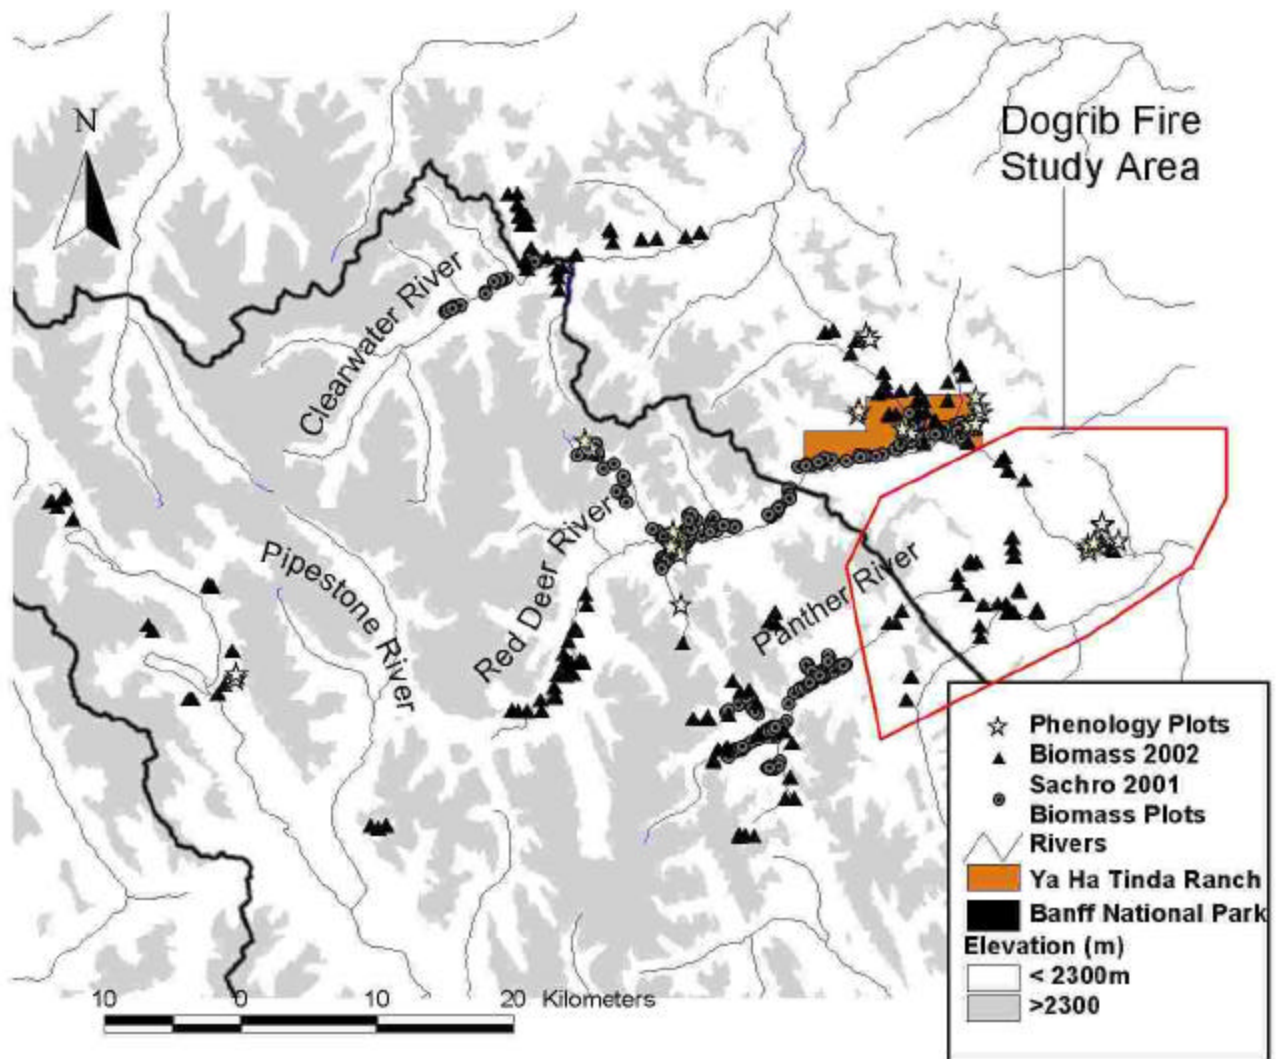 N
Dogrib Fire
Study Area
Clearwater River
Pipestone River
Red Deer River
Panther River
Phenology Plots
Biomass 2002
Sachro 2001
Biomass Plots
Rivers
Ya Ha Tinda Ranch
Banff National Park
Elevation (m)
< 2300m
>2300
10 0 10 20 Kilometers